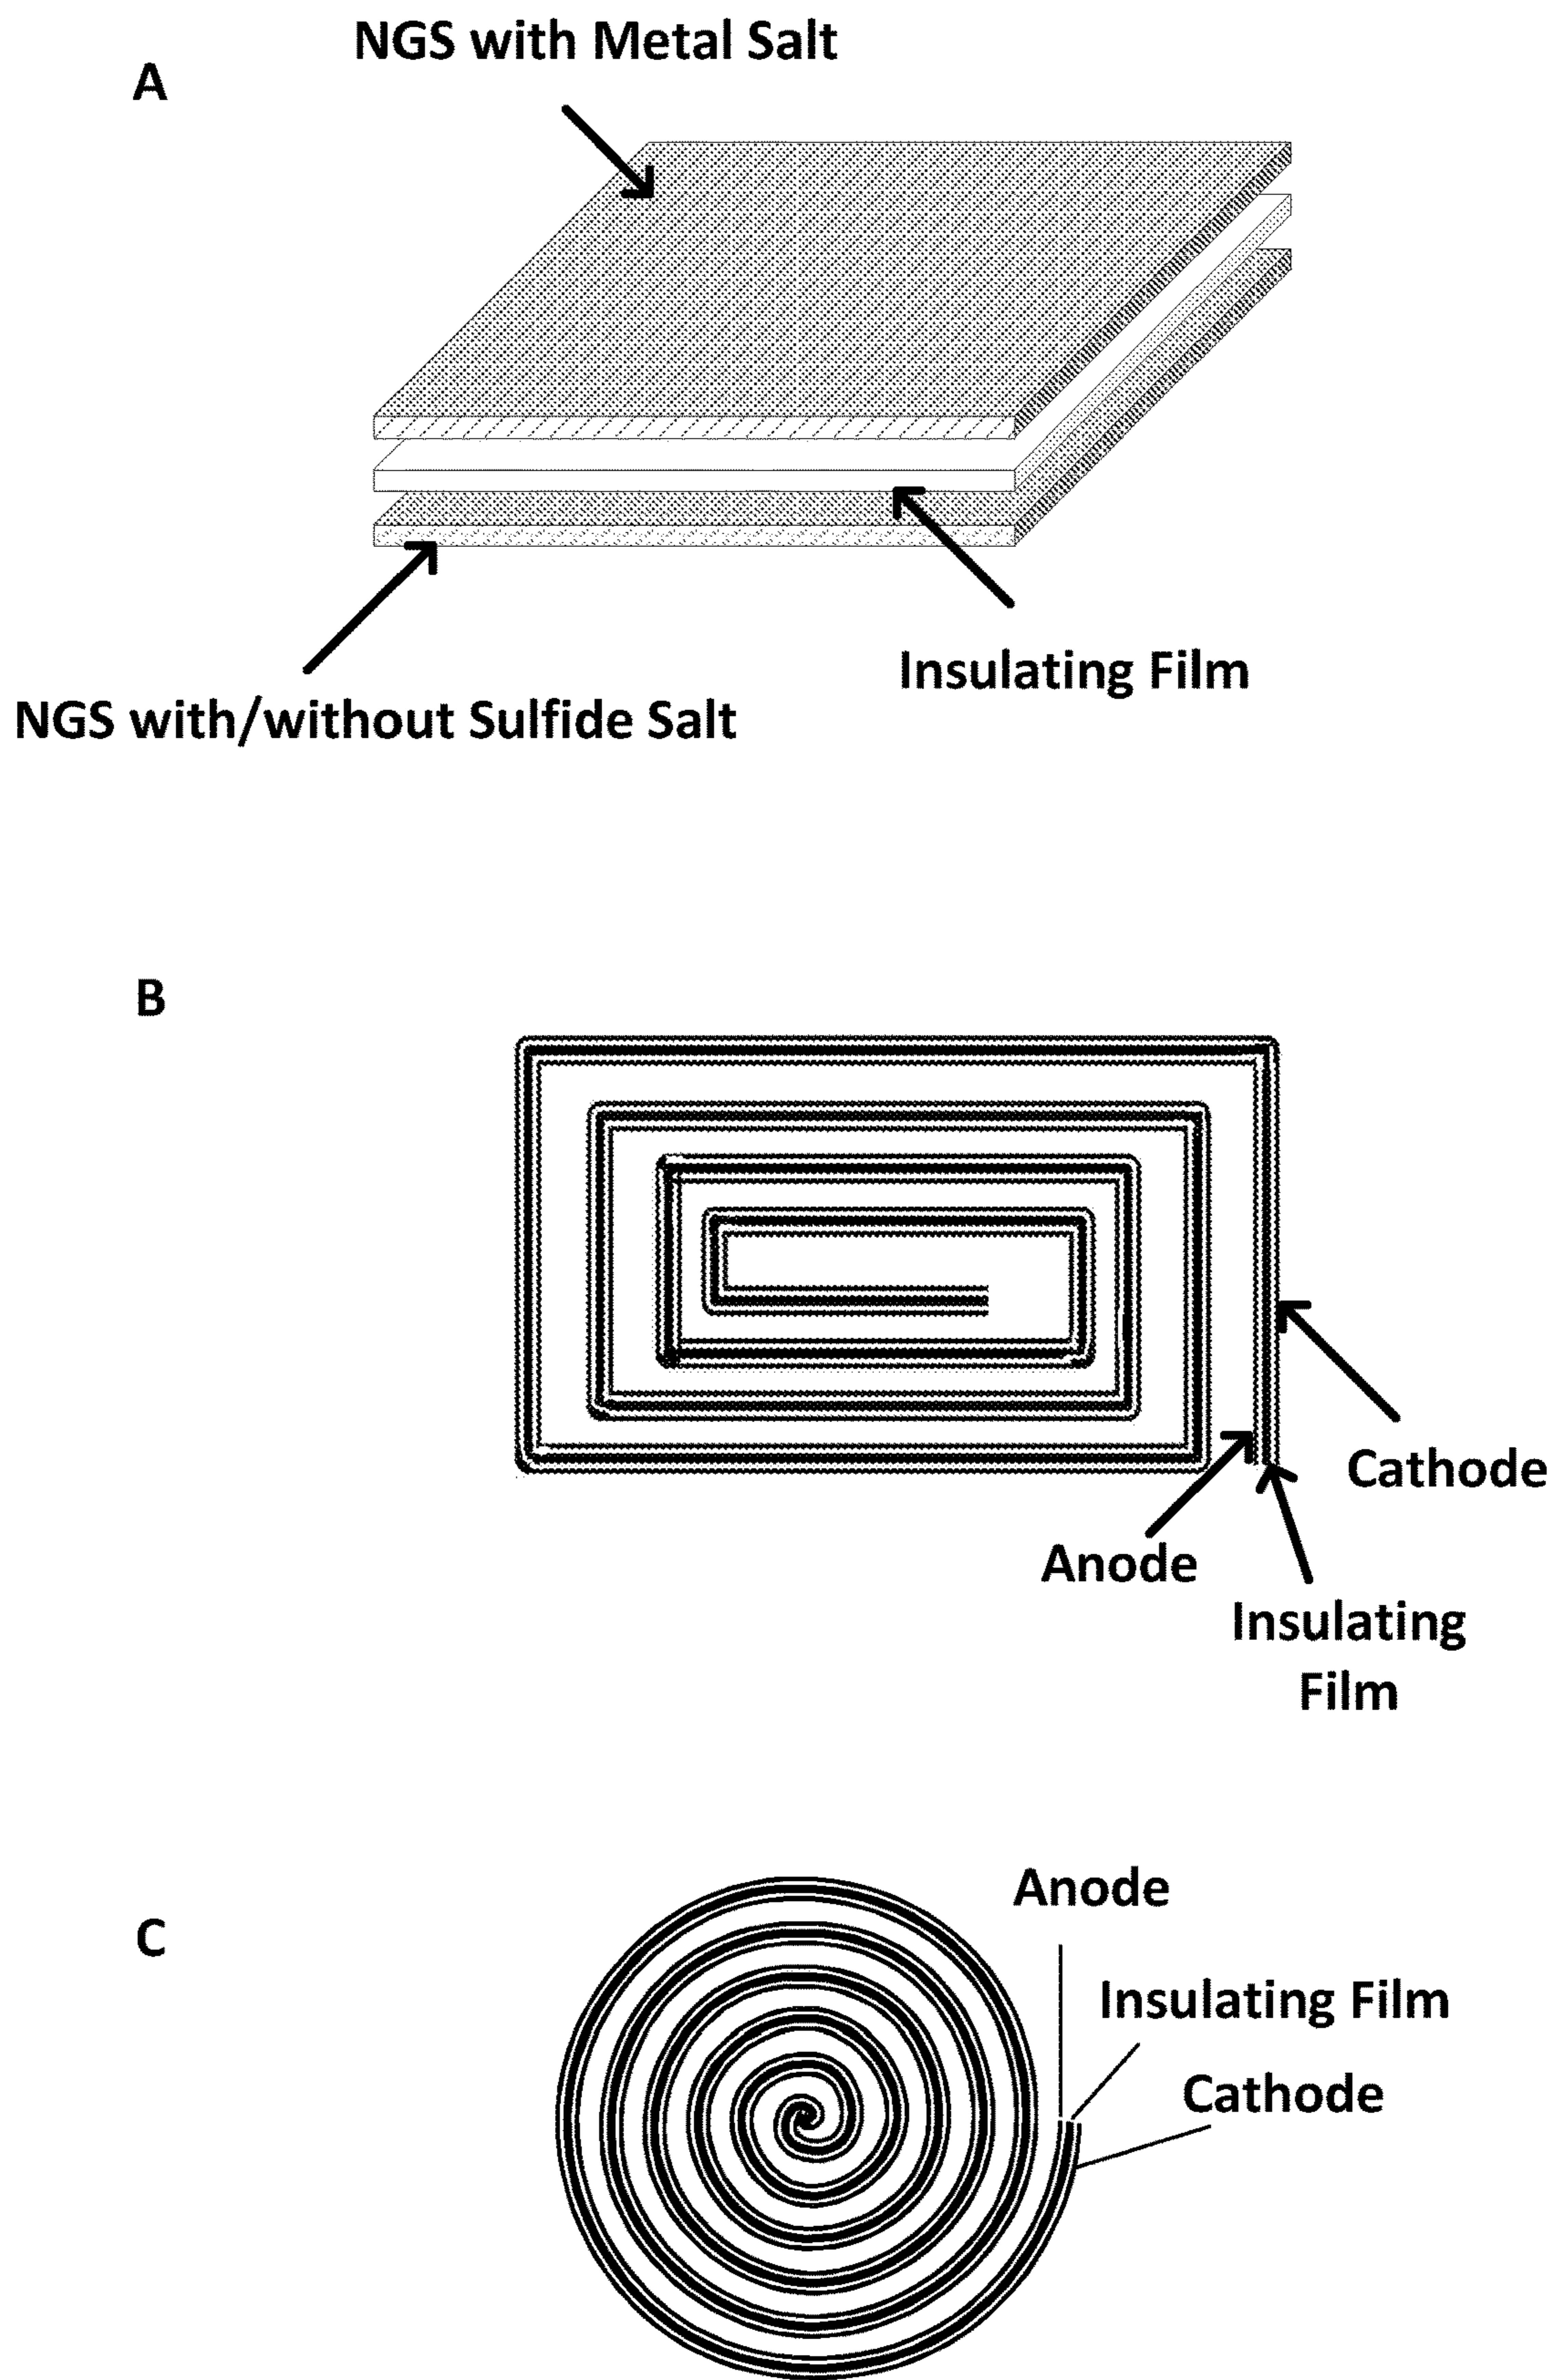 NGS with Metal Salt
A
Insulating Film
NGS with/without Sulfide Salt
B
Cathode
Anode
Insulating
Film
Anode
C
Insulating Film
Cathode